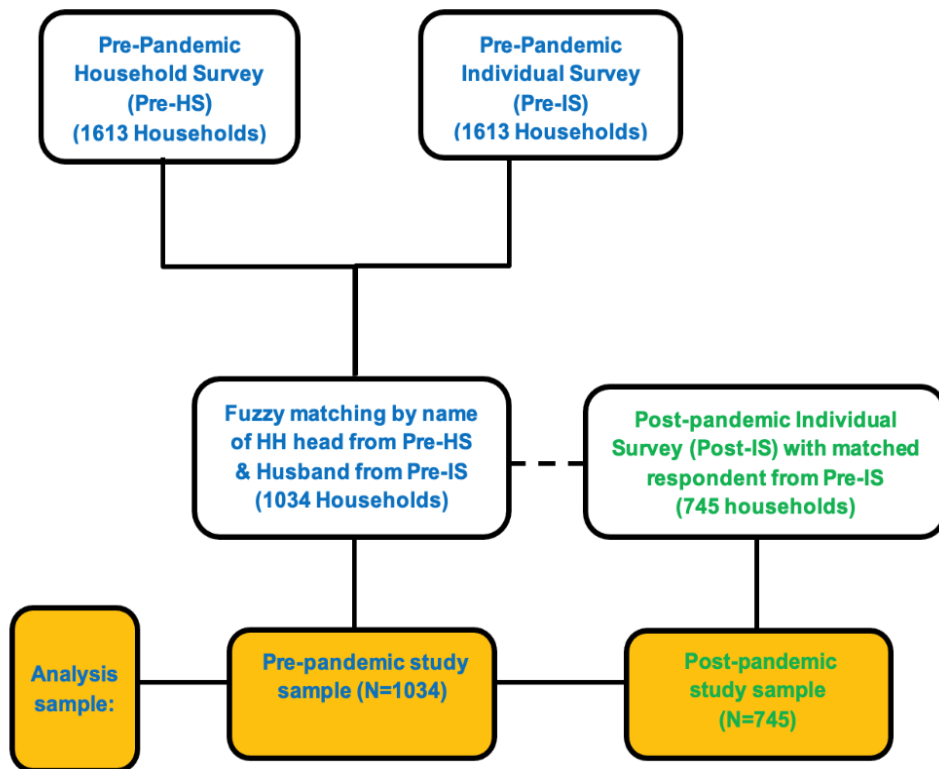 Pre-Pandemic
Household Survey
(Pre-HS)
(1613 Households)
Pre-Pandemic
Individual Survey
(Pre-IS)
(1613 Households)
Fuzzy matching by name
of HH head from Pre-HS
& Husband from Pre-IS
(1034 Households)
Post-pandemic Individual
Survey (Post-IS) with matched
respondent from Pre-IS
(745 households)
Analysis
sample:
Pre-pandemic study
sample (N=1034)
Post-pandemic
study sample
(N=745)